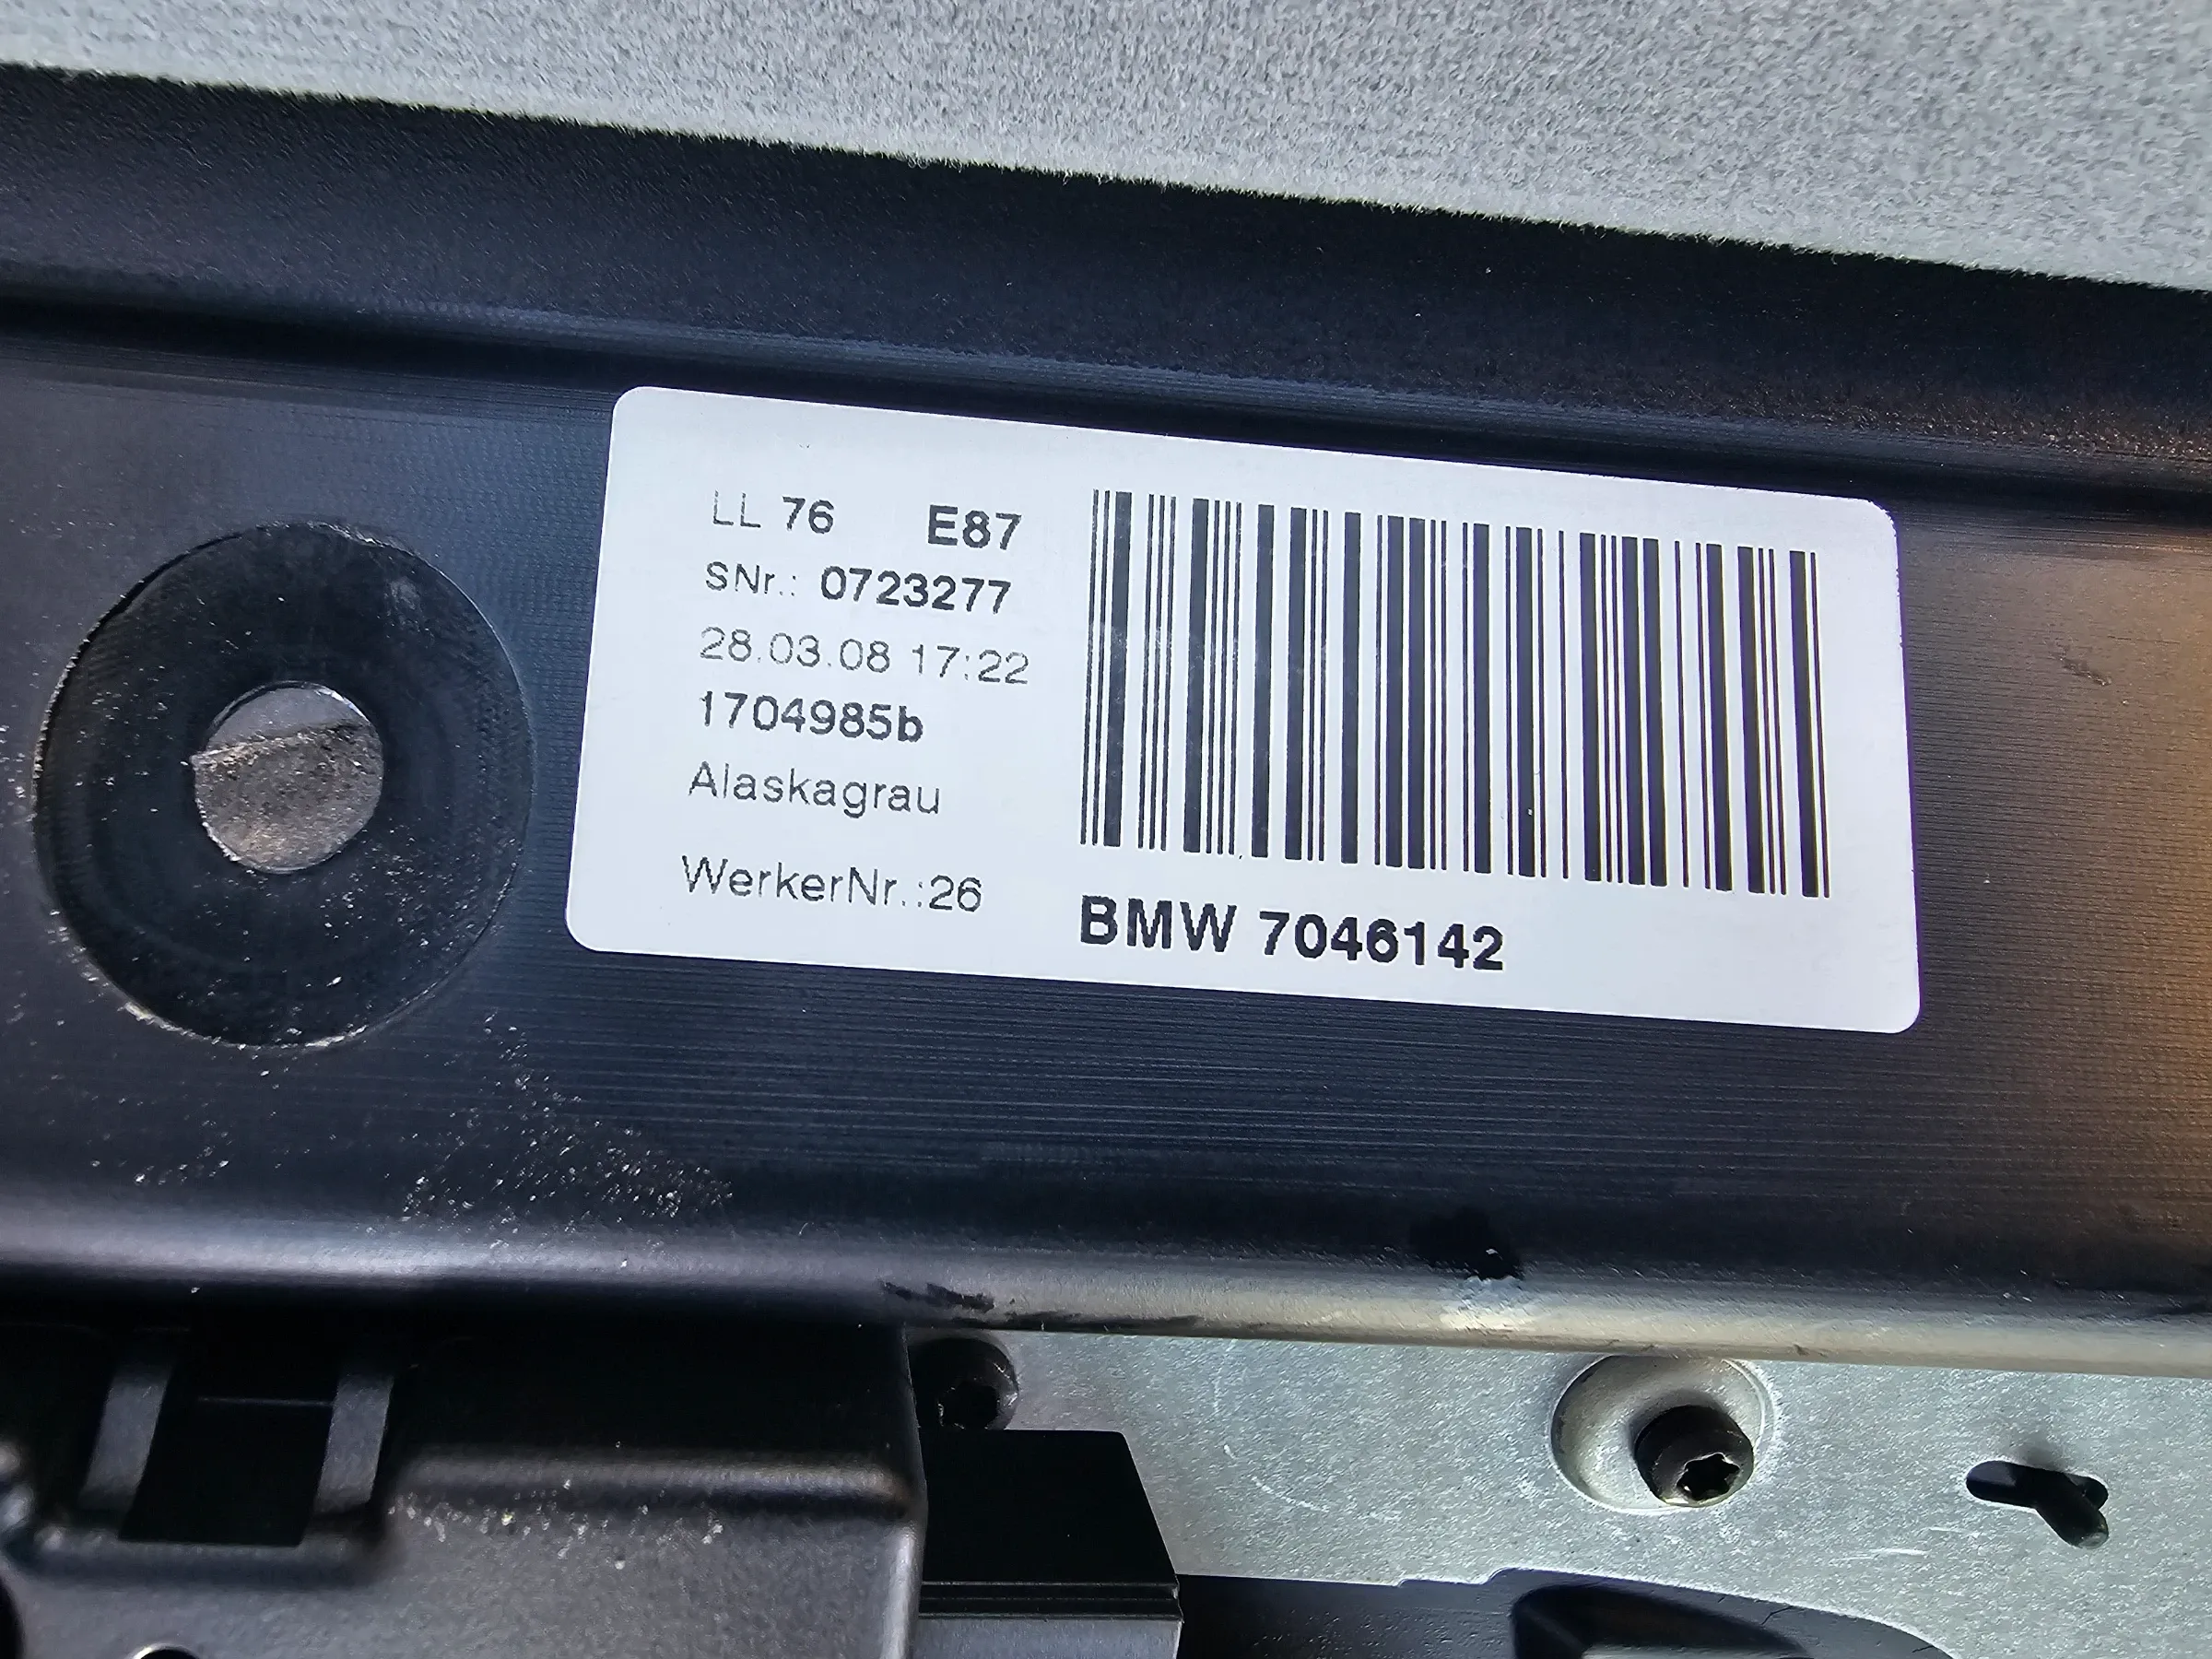 LL 76 E87
SNr.: 0723277
28.03.08 17:22
1704985b
Alaskagrau
WerkerNr.:26
BMW 7046142